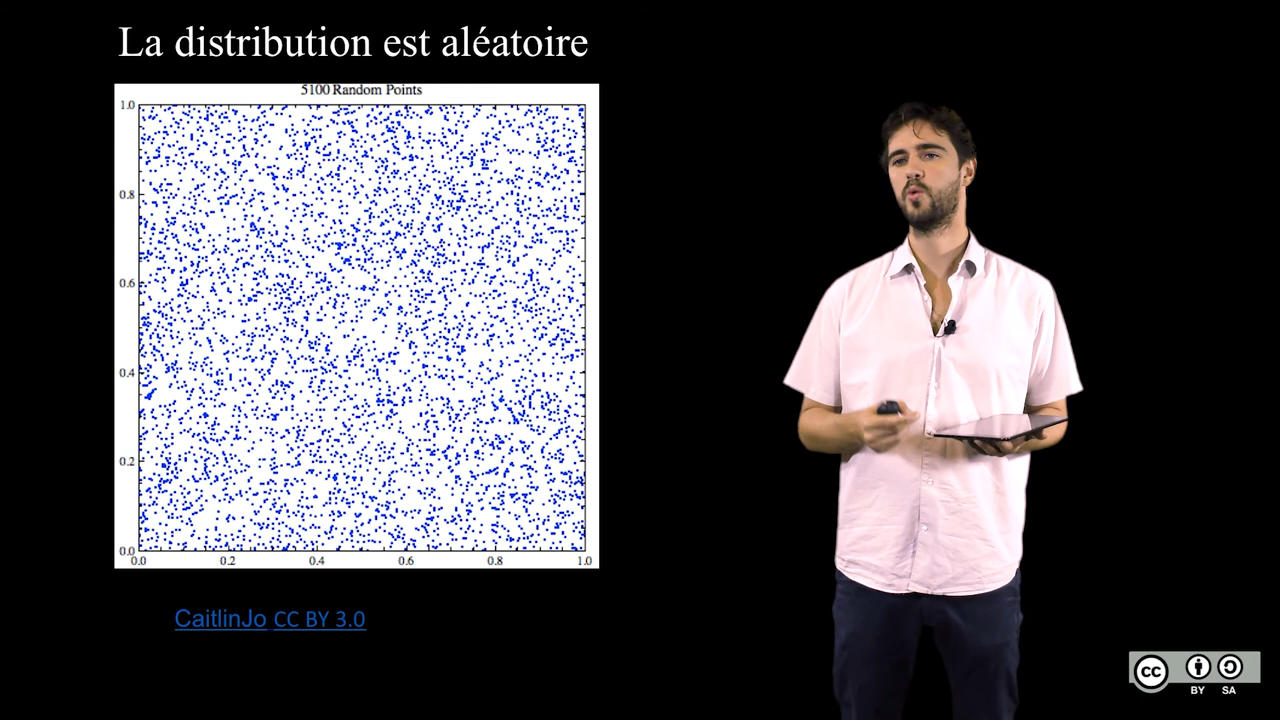 La distribution est aléatoire
5100 Random Points
1.0
0.8
0.6
0.4
0.2
0.0
0.0 0.2 0.4 0.6 0.8 1.0
CaitlinJo CC BY 3.0
cc
BY SA